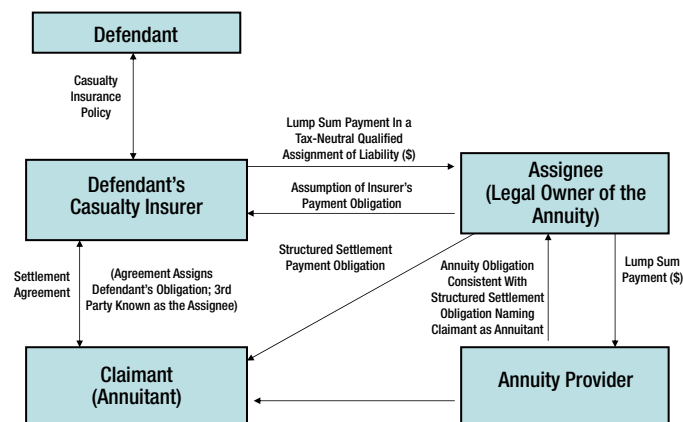 Defendant
Casualty
Insurance
Policy
Lump Sum Payment In a
Tax-Neutral Qualified
Assignment of Liability ($)
Defendant's
Casualty Insurer
Assignee
(Legal Owner of the
Annuity)
Assumption of Insurer's
Payment Obligation
Settlement
Agreement
(Agreement Assigns
Defendant's Obligation; 3rd
Party Known as the Assignee)
Structured Settlement
Payment Obligation
Annuity Obligation
Consistent With
Structured Settlement
Obligation Naming
Claimant as Annuitant
Lump Sum
Payment ($)
Claimant
(Annuitant)
Annuity Provider